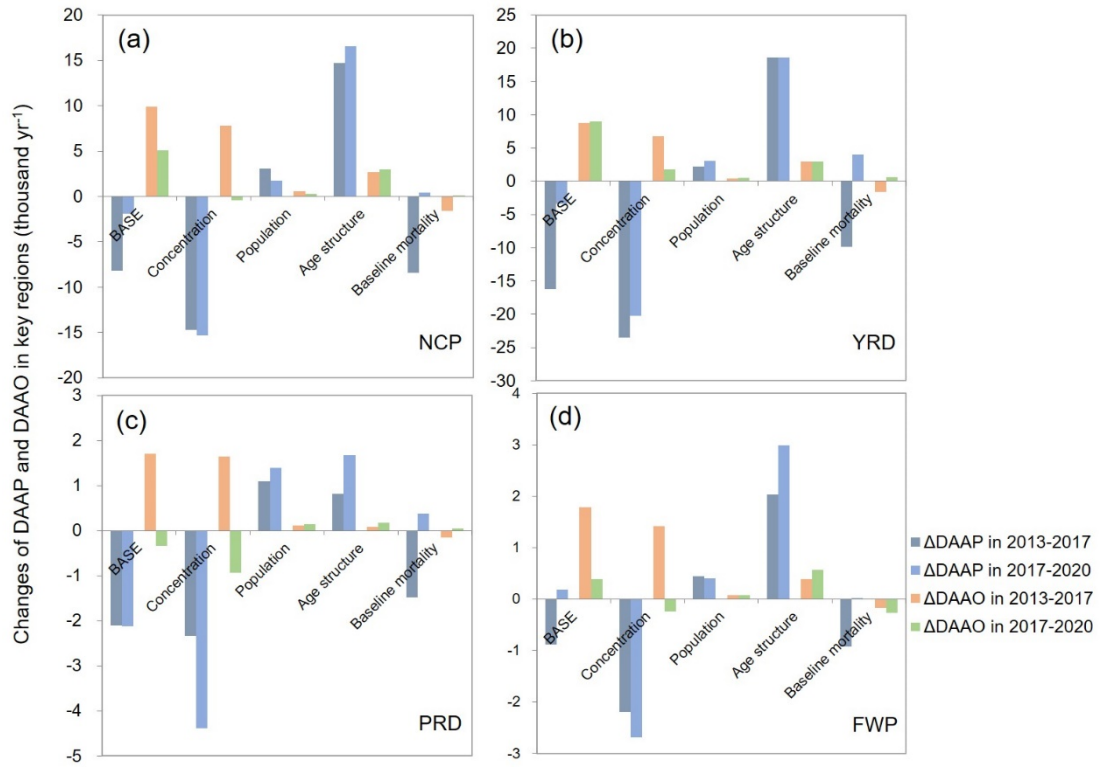 Changes of DAAP and DAAO in key regions (thousand yr⁻¹)
(a)
20
15
10
5
0
-5
-10
-15
-20
BASE
Concentration
Population
Age structure
Baseline mortality
NCP
(b)
25
20
15
10
5
0
-5
-10
-15
-20
-25
-30
BASE
Concentration
Population
Age structure
Baseline mortality
YRD
(c)
3
2
1
0
-1
-2
-3
-4
-5
BASE
Concentration
Population
Age structure
Baseline mortality
PRD
(d)
4
3
2
1
0
-1
-2
-3
BASE
Concentration
Population
Age structure
Baseline mortality
FWP
ΔDAAP in 2013-2017
ΔDAAP in 2017-2020
ΔDAAO in 2013-2017
ΔDAAO in 2017-2020